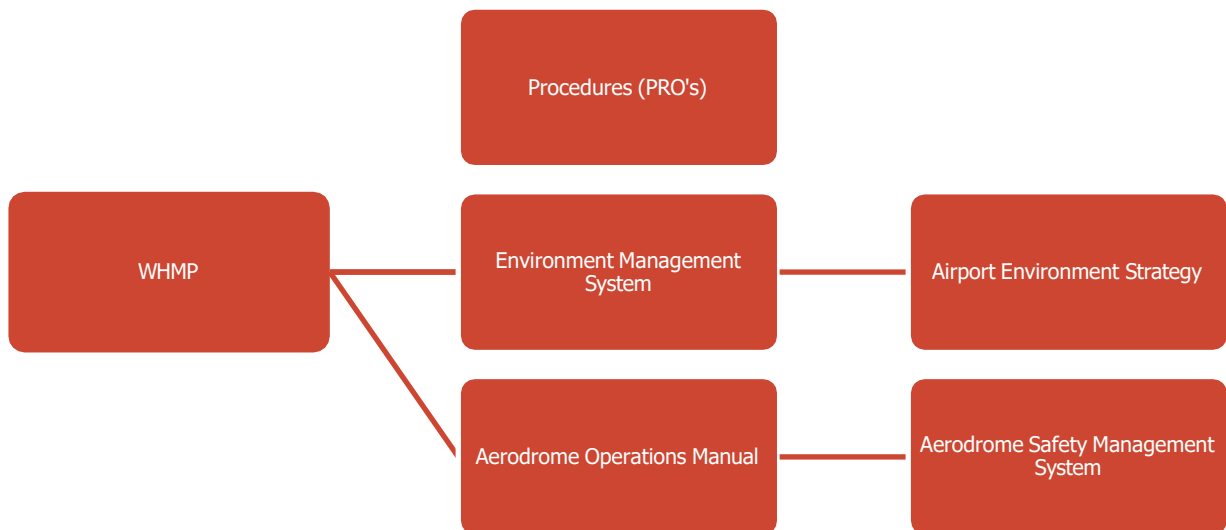 Procedures (PRO's)
WHMP
Environment Management
System
Airport Environment Strategy
Aerodrome Operations Manual
Aerodrome Safety Management
System